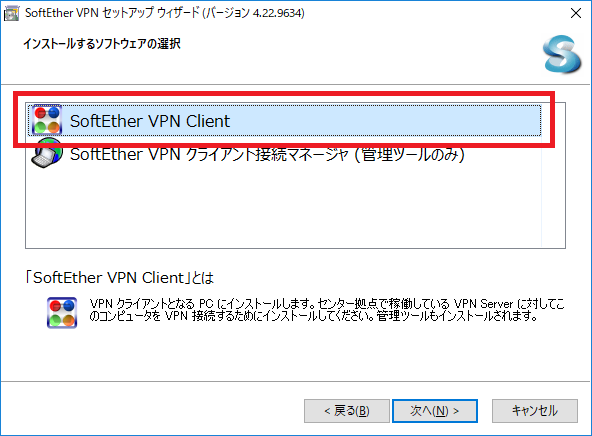 SoftEther VPN セットアップ ウィザード (バージョン 4.22.9634)
インストールするソフトウェアの選択
SoftEther VPN Client
SoftEther VPN クライアント接続マネージャ (管理ツールのみ)
「SoftEther VPN Client」とは
VPN クライアントとなる PC にインストールします。センター拠点で稼働している VPN Server に対してこ
のコンピュータを VPN 接続するためにインストールしてください。管理ツールもインストールされます。
< 戻る(B)
次へ(N) >
キャンセル